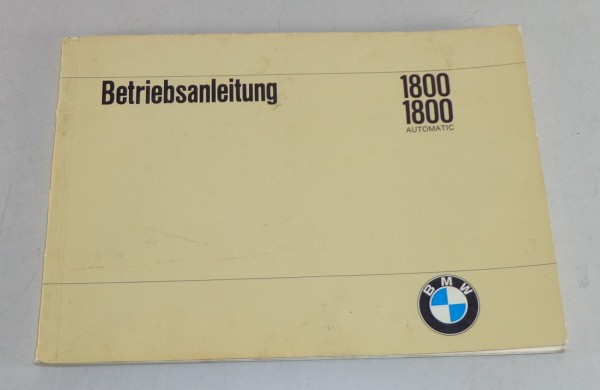 Betriebsanleitung
1800
1800
AUTOMATIC
BMW